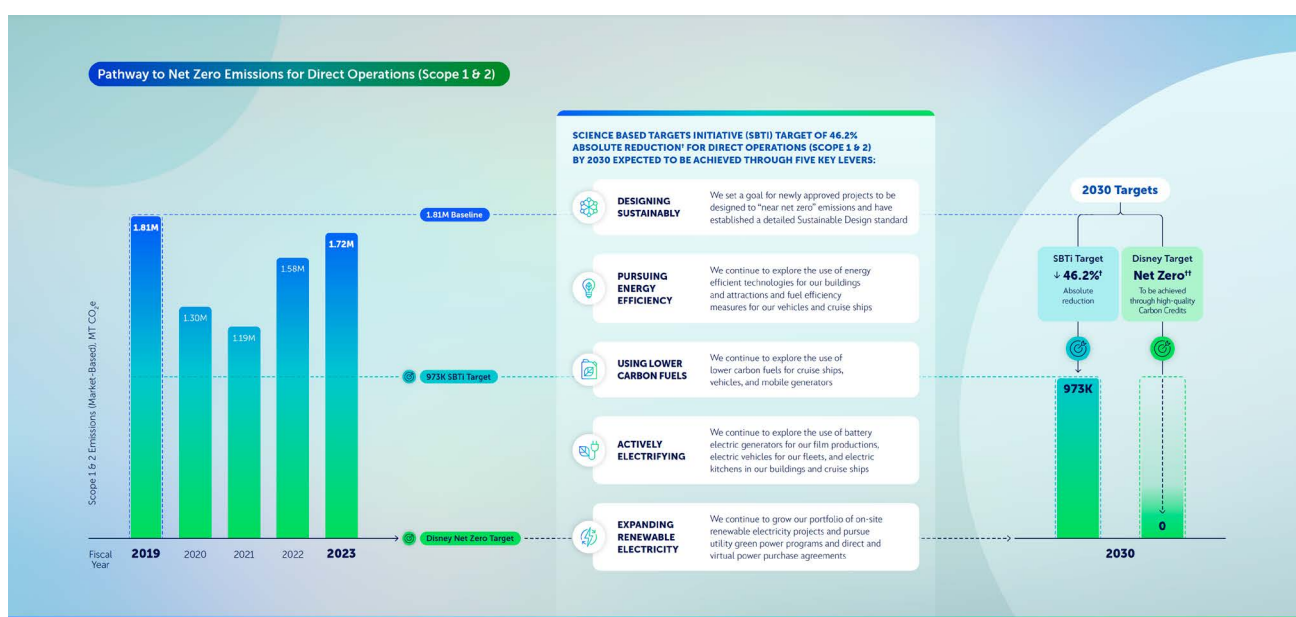 Pathway to Net Zero Emissions for Direct Operations (Scope 1 & 2)
Scope 1 & 2 Emissions (Market-Based), MT CO₂e
1.81M
1.30M
1.19M
1.58M
1.72M
Fiscal
Year
2019
2020
2021
2022
2023
1.81M Baseline
973K SBTi Target
Disney Net Zero Target
SCIENCE BASED TARGETS INITIATIVE (SBTI) TARGET OF 46.2%
ABSOLUTE REDUCTION† FOR DIRECT OPERATIONS (SCOPE 1 & 2)
BY 2030 EXPECTED TO BE ACHIEVED THROUGH FIVE KEY LEVERS:
DESIGNING
SUSTAINABLY
We set a goal for newly approved projects to be
designed to “near net zero” emissions and have
established a detailed Sustainable Design standard
PURSUING
ENERGY
EFFICIENCY
We continue to explore the use of energy
efficient technologies for our buildings
and attractions and fuel efficiency
measures for our vehicles and cruise ships
USING LOWER
CARBON FUELS
We continue to explore the use of
lower carbon fuels for cruise ships,
vehicles, and mobile generators
ACTIVELY
ELECTRIFYING
We continue to explore the use of battery
electric generators for our film productions,
electric vehicles for our fleets, and electric
kitchens in our buildings and cruise ships
EXPANDING
RENEWABLE
ELECTRICITY
We continue to grow our portfolio of on-site
renewable electricity projects and pursue
utility green power programs and direct and
virtual power purchase agreements
2030 Targets
SBTi Target
↓ 46.2%†
Absolute
reduction
Disney Target
Net Zero††
To be achieved
through high-quality
Carbon Credits
973K
0
2030